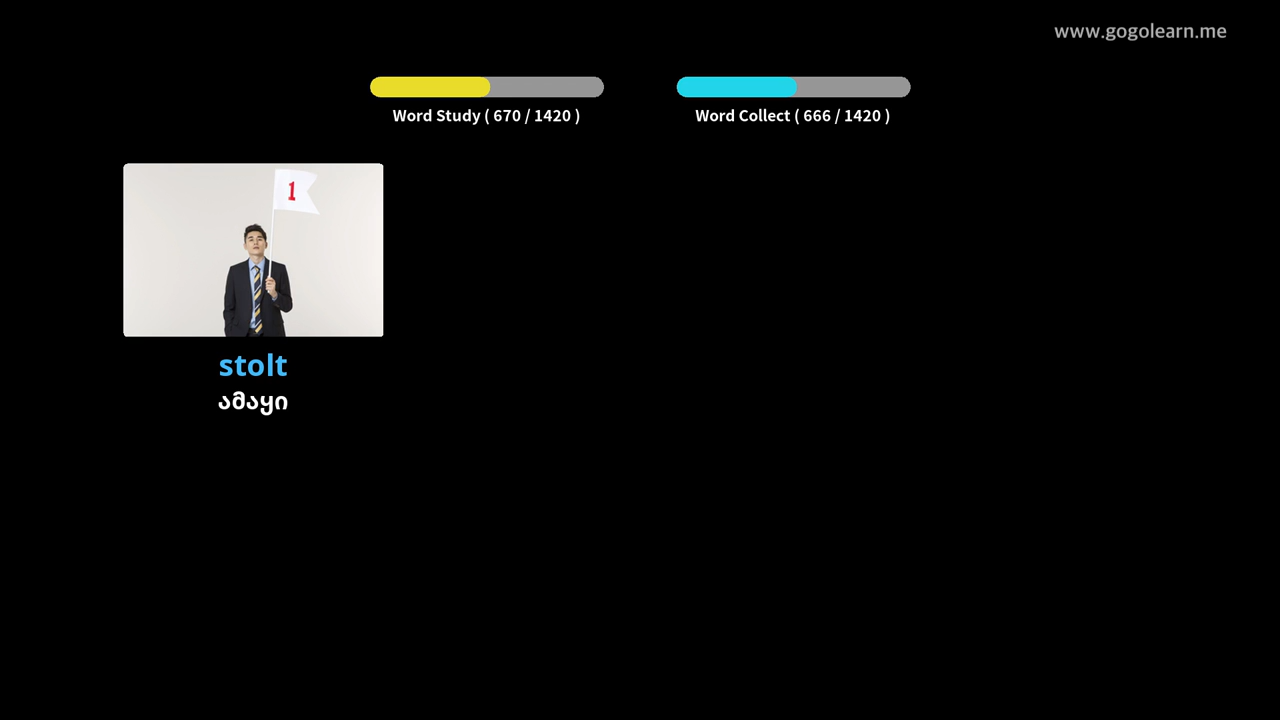 www.gogolearn.me
Word Study ( 670 / 1420 )
Word Collect ( 666 / 1420 )
1
stolt
ამაყი